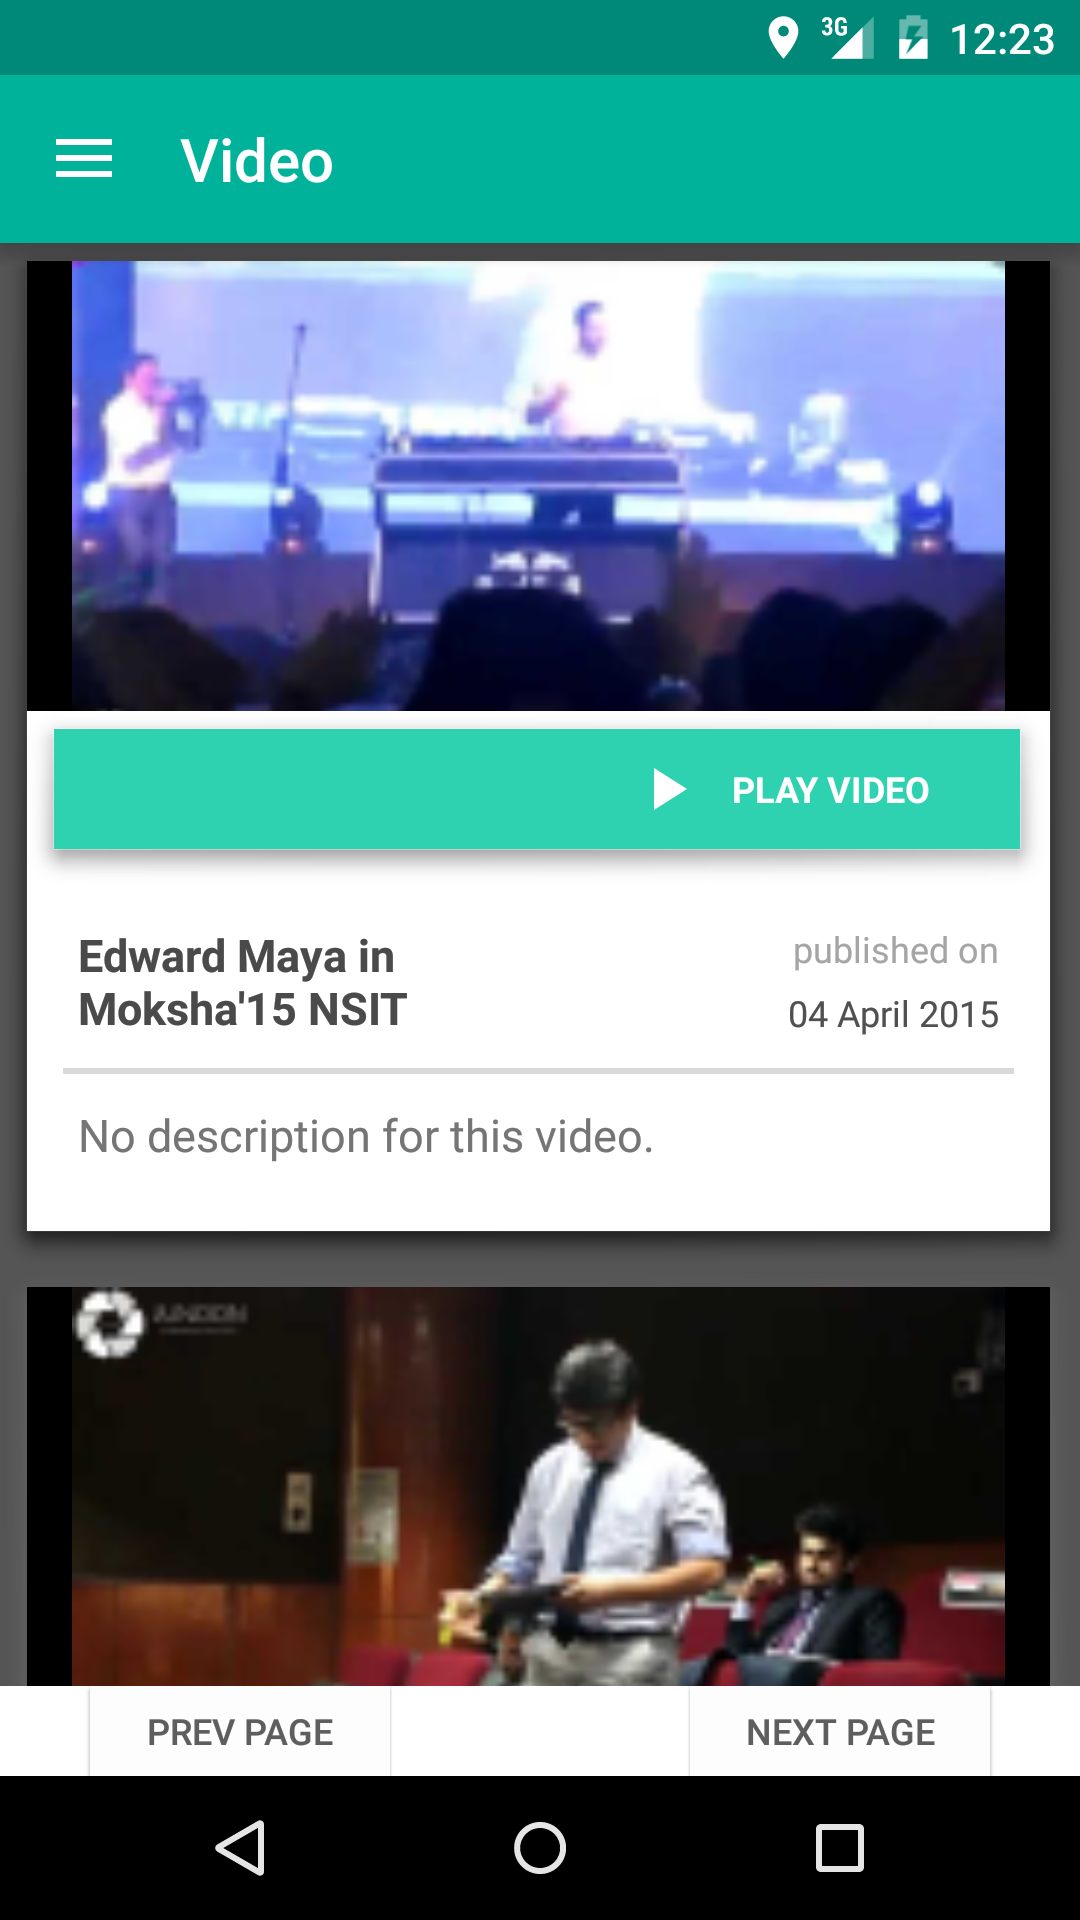 3G 12:23
Video
PLAY VIDEO
Edward Maya in
Moksha'15 NSIT
published on
04 April 2015
No description for this video.
PREV PAGE
NEXT PAGE